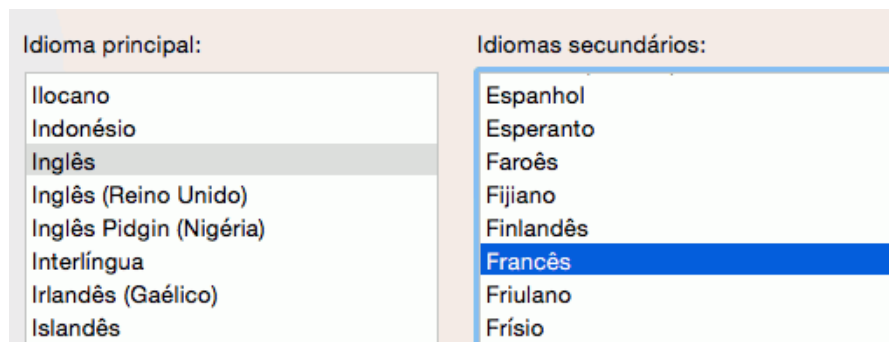 Idioma principal:
Ilocano
Indonésio
Inglês
Inglês (Reino Unido)
Inglês Pidgin (Nigéria)
Interlíngua
Irlandês (Gaélico)
Islandês
Idiomas secundários:
Espanhol
Esperanto
Faroês
Fijiano
Finlandês
Francês
Friulano
Frísio